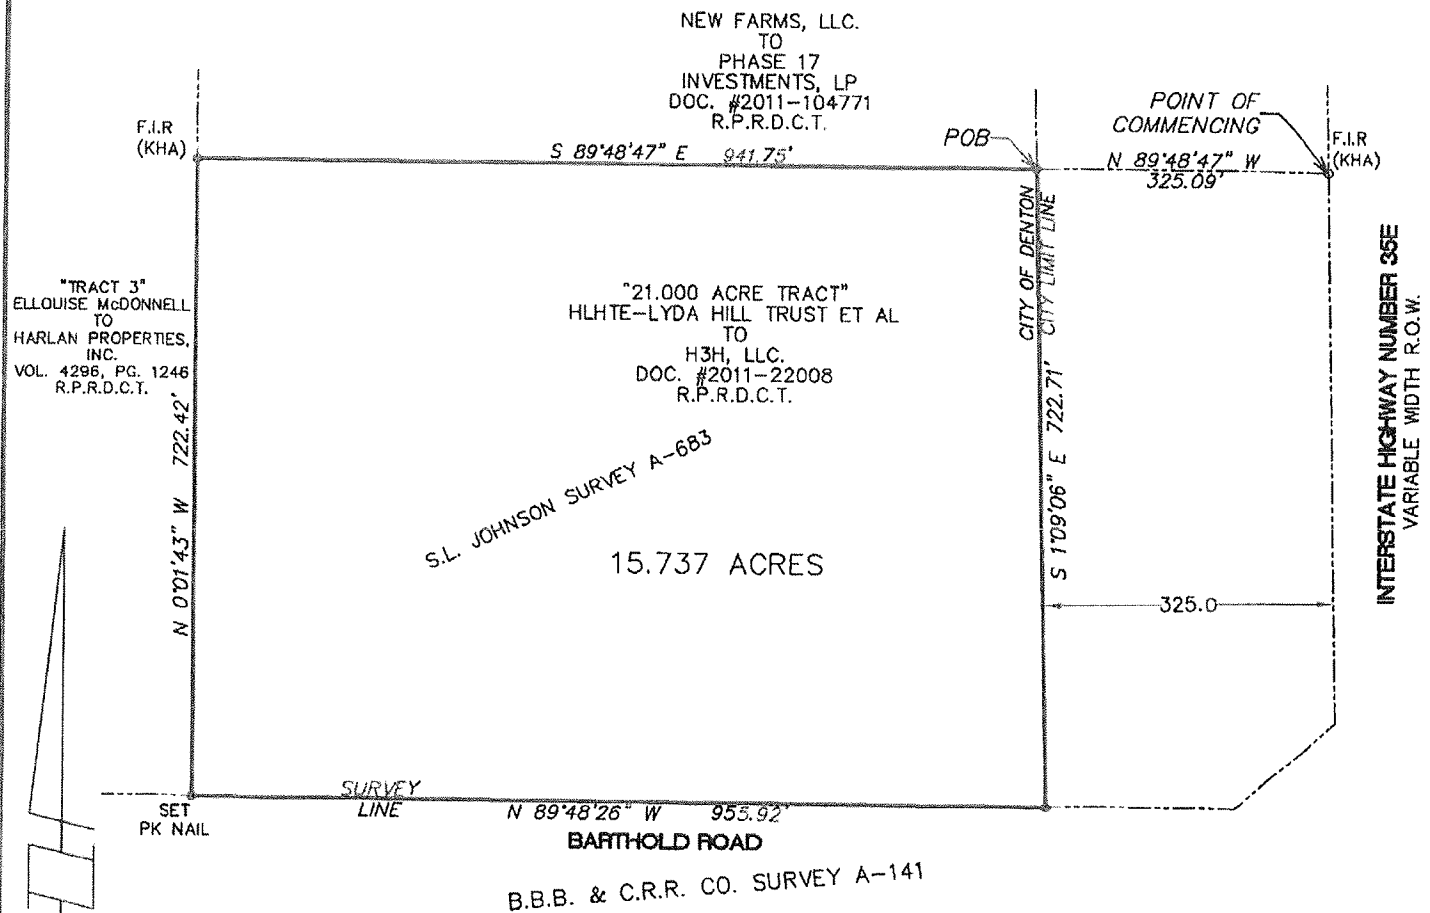 NEW FARMS, LLC.
TO
PHASE 17
INVESTMENTS, LP
DOC. #2011-104771
R.P.R.D.C.T.
F.I.R
(KHA)
S 89°48'47" E 941.75'
POB
POINT OF
COMMENCING
F.I.R
(KHA)
N 89°48'47" W
325.09'
CITY OF DENTON
CITY LIMIT LINE
"TRACT 3"
ELLOUISE McDONNELL
TO
HARLAN PROPERTIES,
INC.
VOL. 4296, PG. 1246
R.P.R.D.C.T.
"21.000 ACRE TRACT"
HLHTE-LYDA HILL TRUST ET AL
TO
H3H, LLC.
DOC. #2011-22008
R.P.R.D.C.T.
INTERSTATE HIGHWAY NUMBER 35E
VARIABLE WIDTH R.O.W.
N 0°01'43" W 722.42'
S 1°09'06" E 722.71'
S.L. JOHNSON SURVEY A-683
15.737 ACRES
325.0
SURVEY
LINE
SET
PK NAIL
N 89°48'26" W 955.92'
BARTHOLD ROAD
B.B.B. & C.R.R. CO. SURVEY A-141